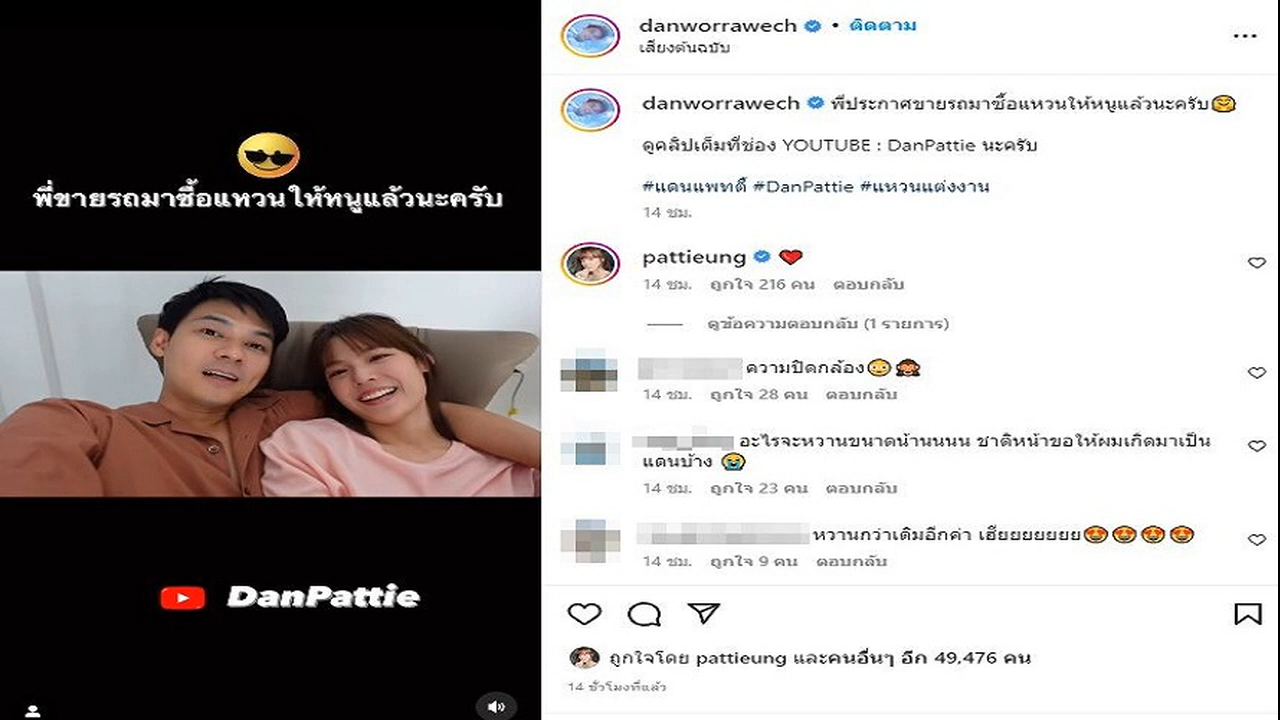 พี่ขายรถมาซื้อแหวนให้หนูแล้วนะครับ
DanPattie
danworrawech • ติดตาม
เสียงต้นฉบับ
danworrawech พี่ประกาศขายรถมาซื้อแหวนให้หนูแล้วนะครับ🤗
ดูคลิปเต็มที่ช่อง YOUTUBE : DanPattie นะครับ
#แดนแพทตี้ #DanPattie #แหวนแต่งงาน
14 ชม.
pattieung ❤️
14 ชม. ถูกใจ 216 คน ตอบกลับ
ดูข้อความตอบกลับ (1 รายการ)
ความปิดกล้อง😳🙈
14 ชม. ถูกใจ 28 คน ตอบกลับ
อะไรจะหวานขนาดน้านนนน ชาติหน้าขอให้ผมเกิดมาเป็น
แดนบ้าง 😭
14 ชม. ถูกใจ 23 คน ตอบกลับ
หวานกว่าเดิมอีกค่า เฮ้ยยยยยยย😍😍😍😍
14 ชม. ถูกใจ 9 คน ตอบกลับ
ถูกใจโดย pattieung และคนอื่นๆ อีก 49,476 คน
14 ชั่วโมงที่แล้ว